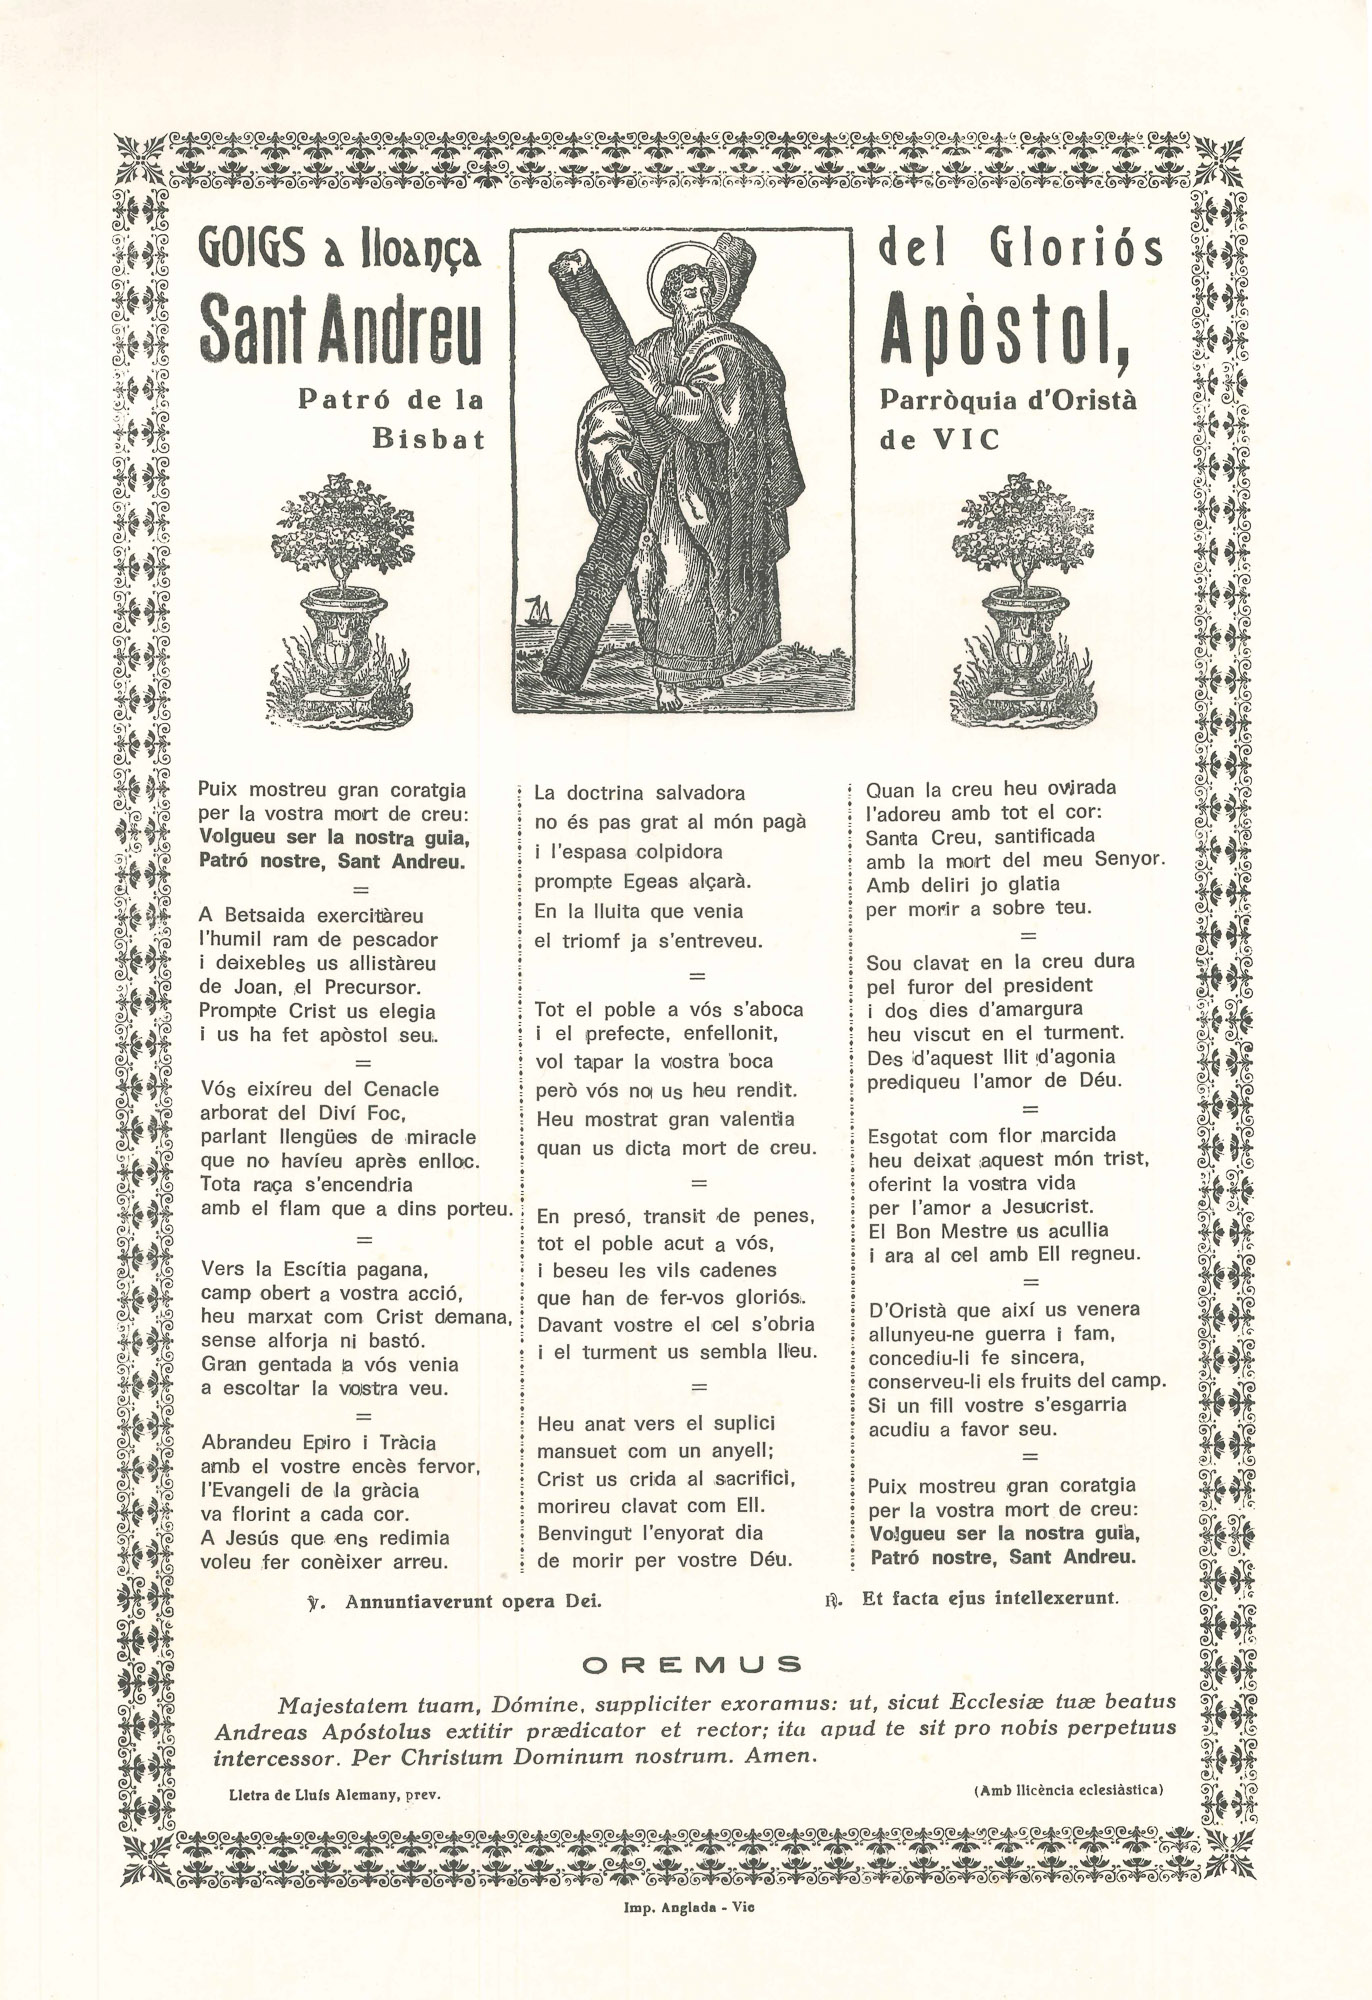 GOIGS a lloança del Gloriós
Sant Andreu Apòstol,
Patró de la Parròquia d'Oristà
Bisbat de VIC
Puix mostreu gran coratgia
per la vostra mort de creu:
Volgueu ser la nostra guia,
Patró nostre, Sant Andreu.
=
A Betsaida exercitàreu
l'humil ram de pescador
i deixebles us allistàreu
de Joan, el Precursor.
Prompte Crist us elegia
i us ha fet apòstol seu.
=
Vós eixíreu del Cenacle
arborat del Diví Foc,
parlant llengües de miracle
que no havíeu après enlloc.
Tota raça s'encendria
amb el flam que a dins porteu.
=
Vers la Escítia pagana,
camp obert a vostra acció,
heu marxat com Crist demana,
sense alforja ni bastó.
Gran gentada a vós venia
a escoltar la vostra veu.
=
Abrandeu Epiro i Tràcia
amb el vostre encès fervor,
l'Evangeli de la gràcia
va florint a cada cor.
A Jesús que ens redimia
voleu fer conèixer arreu.
La doctrina salvadora
no és pas grat al món pagà
i l'espasa colpidora
prompte Egeas alçarà.
En la lluita que venia
el triomf ja s'entreveu.
=
Tot el poble a vós s'aboca
i el prefecte, enfellonit,
vol tapar la vostra boca
però vós no us heu rendit.
Heu mostrat gran valentia
quan us dicta mort de creu.
=
En presó, transit de penes,
tot el poble acut a vós,
i beseu les vils cadenes
que han de fer-vos gloriós.
Davant vostre el cel s'obria
i el turment us sembla lleu.
=
Heu anat vers el suplici
mansuet com un anyell;
Crist us crida al sacrifici,
morireu clavat com Ell.
Benvingut l'enyorat dia
de morir per vostre Déu.
Quan la creu heu ovirada
l'adoreu amb tot el cor:
Santa Creu, santificada
amb la mort del meu Senyor.
Amb deliri jo glatia
per morir a sobre teu.
=
Sou clavat en la creu dura
pel furor del president
i dos dies d'amargura
heu viscut en el turment.
Des d'aquest llit d'agonia
prediqueu l'amor de Déu.
=
Esgotat com flor marcida
heu deixat aquest món trist,
oferint la vostra vida
per l'amor a Jesucrist.
El Bon Mestre us acullia
i ara al cel amb Ell regneu.
=
D'Oristà que així us venera
allunyeu-ne guerra i fam,
concediu-li fe sincera,
conserveu-li els fruits del camp.
Si un fill vostre s'esgarria
acudiu a favor seu.
=
Puix mostreu gran coratgia
per la vostra mort de creu:
Volgueu ser la nostra guia,
Patró nostre, Sant Andreu.
℣. Annuntiaverunt opera Dei. ℟. Et facta ejus intellexerunt.
OREMUS
Majestatem tuam, Dómine, suppliciter exoramus: ut, sicut Ecclesiæ tuæ beatus
Andreas Apóstolus extitir prædicator et rector; ita apud te sit pro nobis perpetuus
intercessor. Per Christum Dominum nostrum. Amen.
Lletra de Lluís Alemany, prev. (Amb llicència eclesiàstica)
Imp. Anglada - Vic